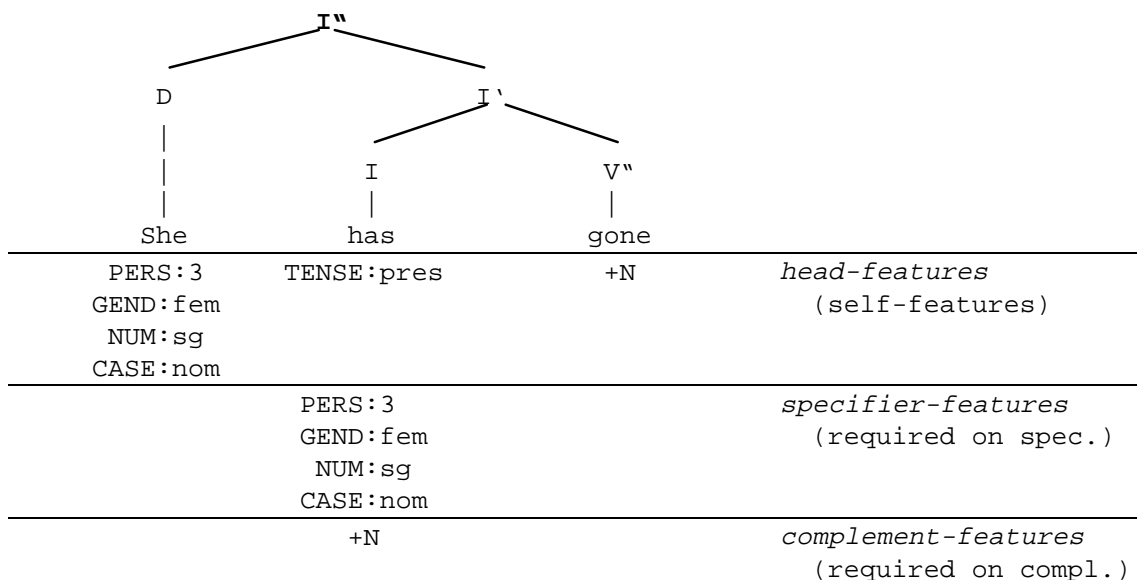 I“
D I‘
I V“
She has gone
PERS:3 TENSE:pres +N head-features
GEND:fem (self-features)
NUM:sg
CASE:nom
PERS:3 specifier-features
GEND:fem (required on spec.)
NUM:sg
CASE:nom
+N complement-features
(required on compl.)